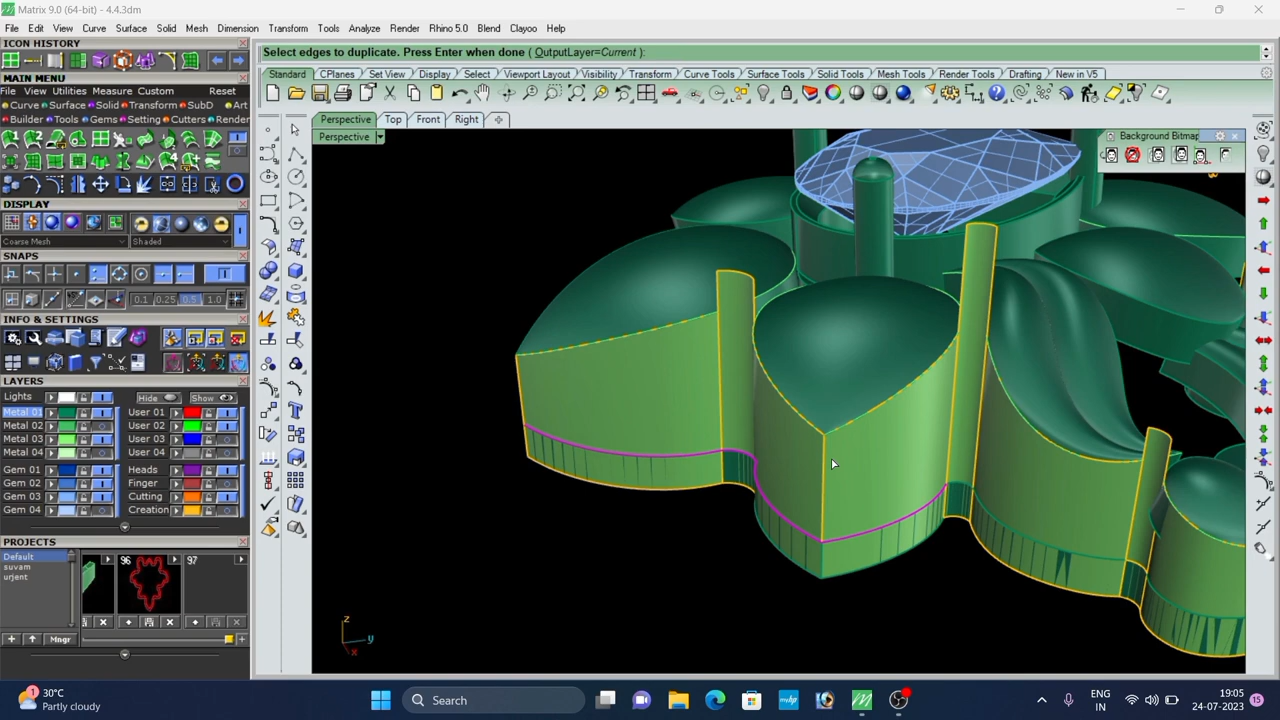 Matrix 9.0 (64-bit) - 4.4.3dm
File Edit View Curve Surface Solid Mesh Dimension Transform Tools Analyze Render Rhino 5.0 Blend Clayoo Help
ICON HISTORY
Select edges to duplicate. Press Enter when done ( OutputLayer=Current ):
Standard CPlanes Set View Display Select Viewport Layout Visibility Transform Curve Tools Surface Tools Solid Tools Mesh Tools Render Tools Drafting New in V5
MAIN MENU
File View Utilities Measure Custom Reset
Curve Surface Solids Transform SubD Art
Builder Tools Gems Setting Cutters Render
Perspective Top Front Right
Perspective
Background Bitmap
DISPLAY
Coarse Mesh Shaded
SNAPS
0.1 0.25 0.5 1.0
INFO & SETTINGS
LAYERS
Lights Hide Show
Metal 01 User 01
Metal 02 User 02
Metal 03 User 03
Metal 04 User 04
Gem 01 Heads
Gem 02 Finger
Gem 03 Cutting
Gem 04 Creation
PROJECTS
Default
suvam
urjent
96 97
Mngr
z
y
x
1
30°C
Partly cloudy
Search
ENG
IN
19:05
24-07-2023
15